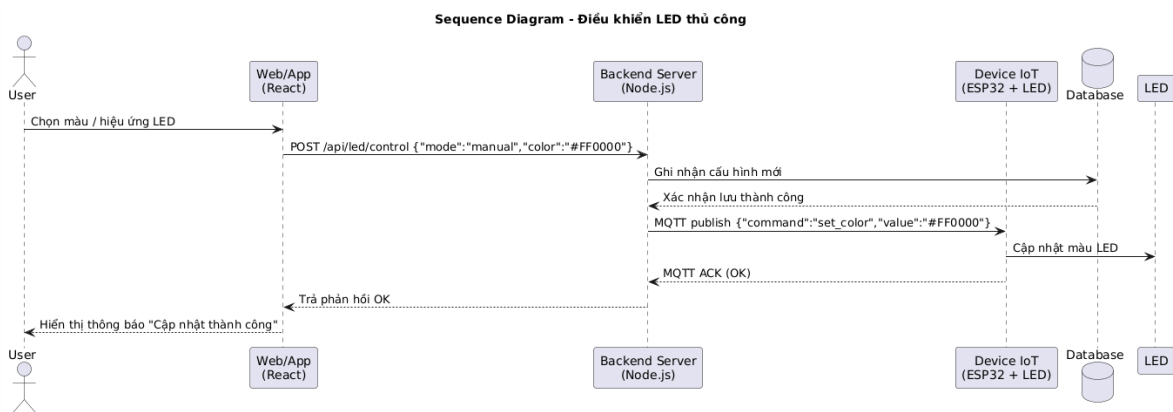 Sequence Diagram - Điều khiển LED thủ công
User
Web/App
(React)
Backend Server
(Node.js)
Device IoT
(ESP32 + LED)
Database
LED
Chọn màu / hiệu ứng LED
POST /api/led/control {"mode":"manual","color":"#FF0000"}
Ghi nhận cấu hình mới
Xác nhận lưu thành công
MQTT publish {"command":"set_color","value":"#FF0000"}
Cập nhật màu LED
MQTT ACK (OK)
Trả phản hồi OK
Hiển thị thông báo "Cập nhật thành công"
User
Web/App
(React)
Backend Server
(Node.js)
Device IoT
(ESP32 + LED)
Database
LED